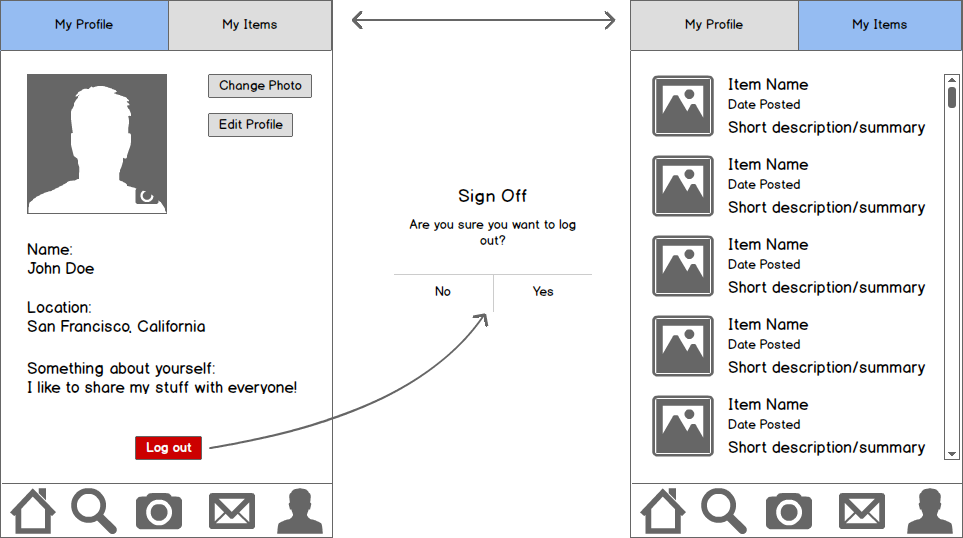 My Profile
My Items
Change Photo
Edit Profile
Name:
John Doe
Location:
San Francisco, California
Something about yourself:
I like to share my stuff with everyone!
Log out
Sign Off
Are you sure you want to log
out?
No
Yes
My Profile
My Items
Item Name
Date Posted
Short description/summary
Item Name
Date Posted
Short description/summary
Item Name
Date Posted
Short description/summary
Item Name
Date Posted
Short description/summary
Item Name
Date Posted
Short description/summary